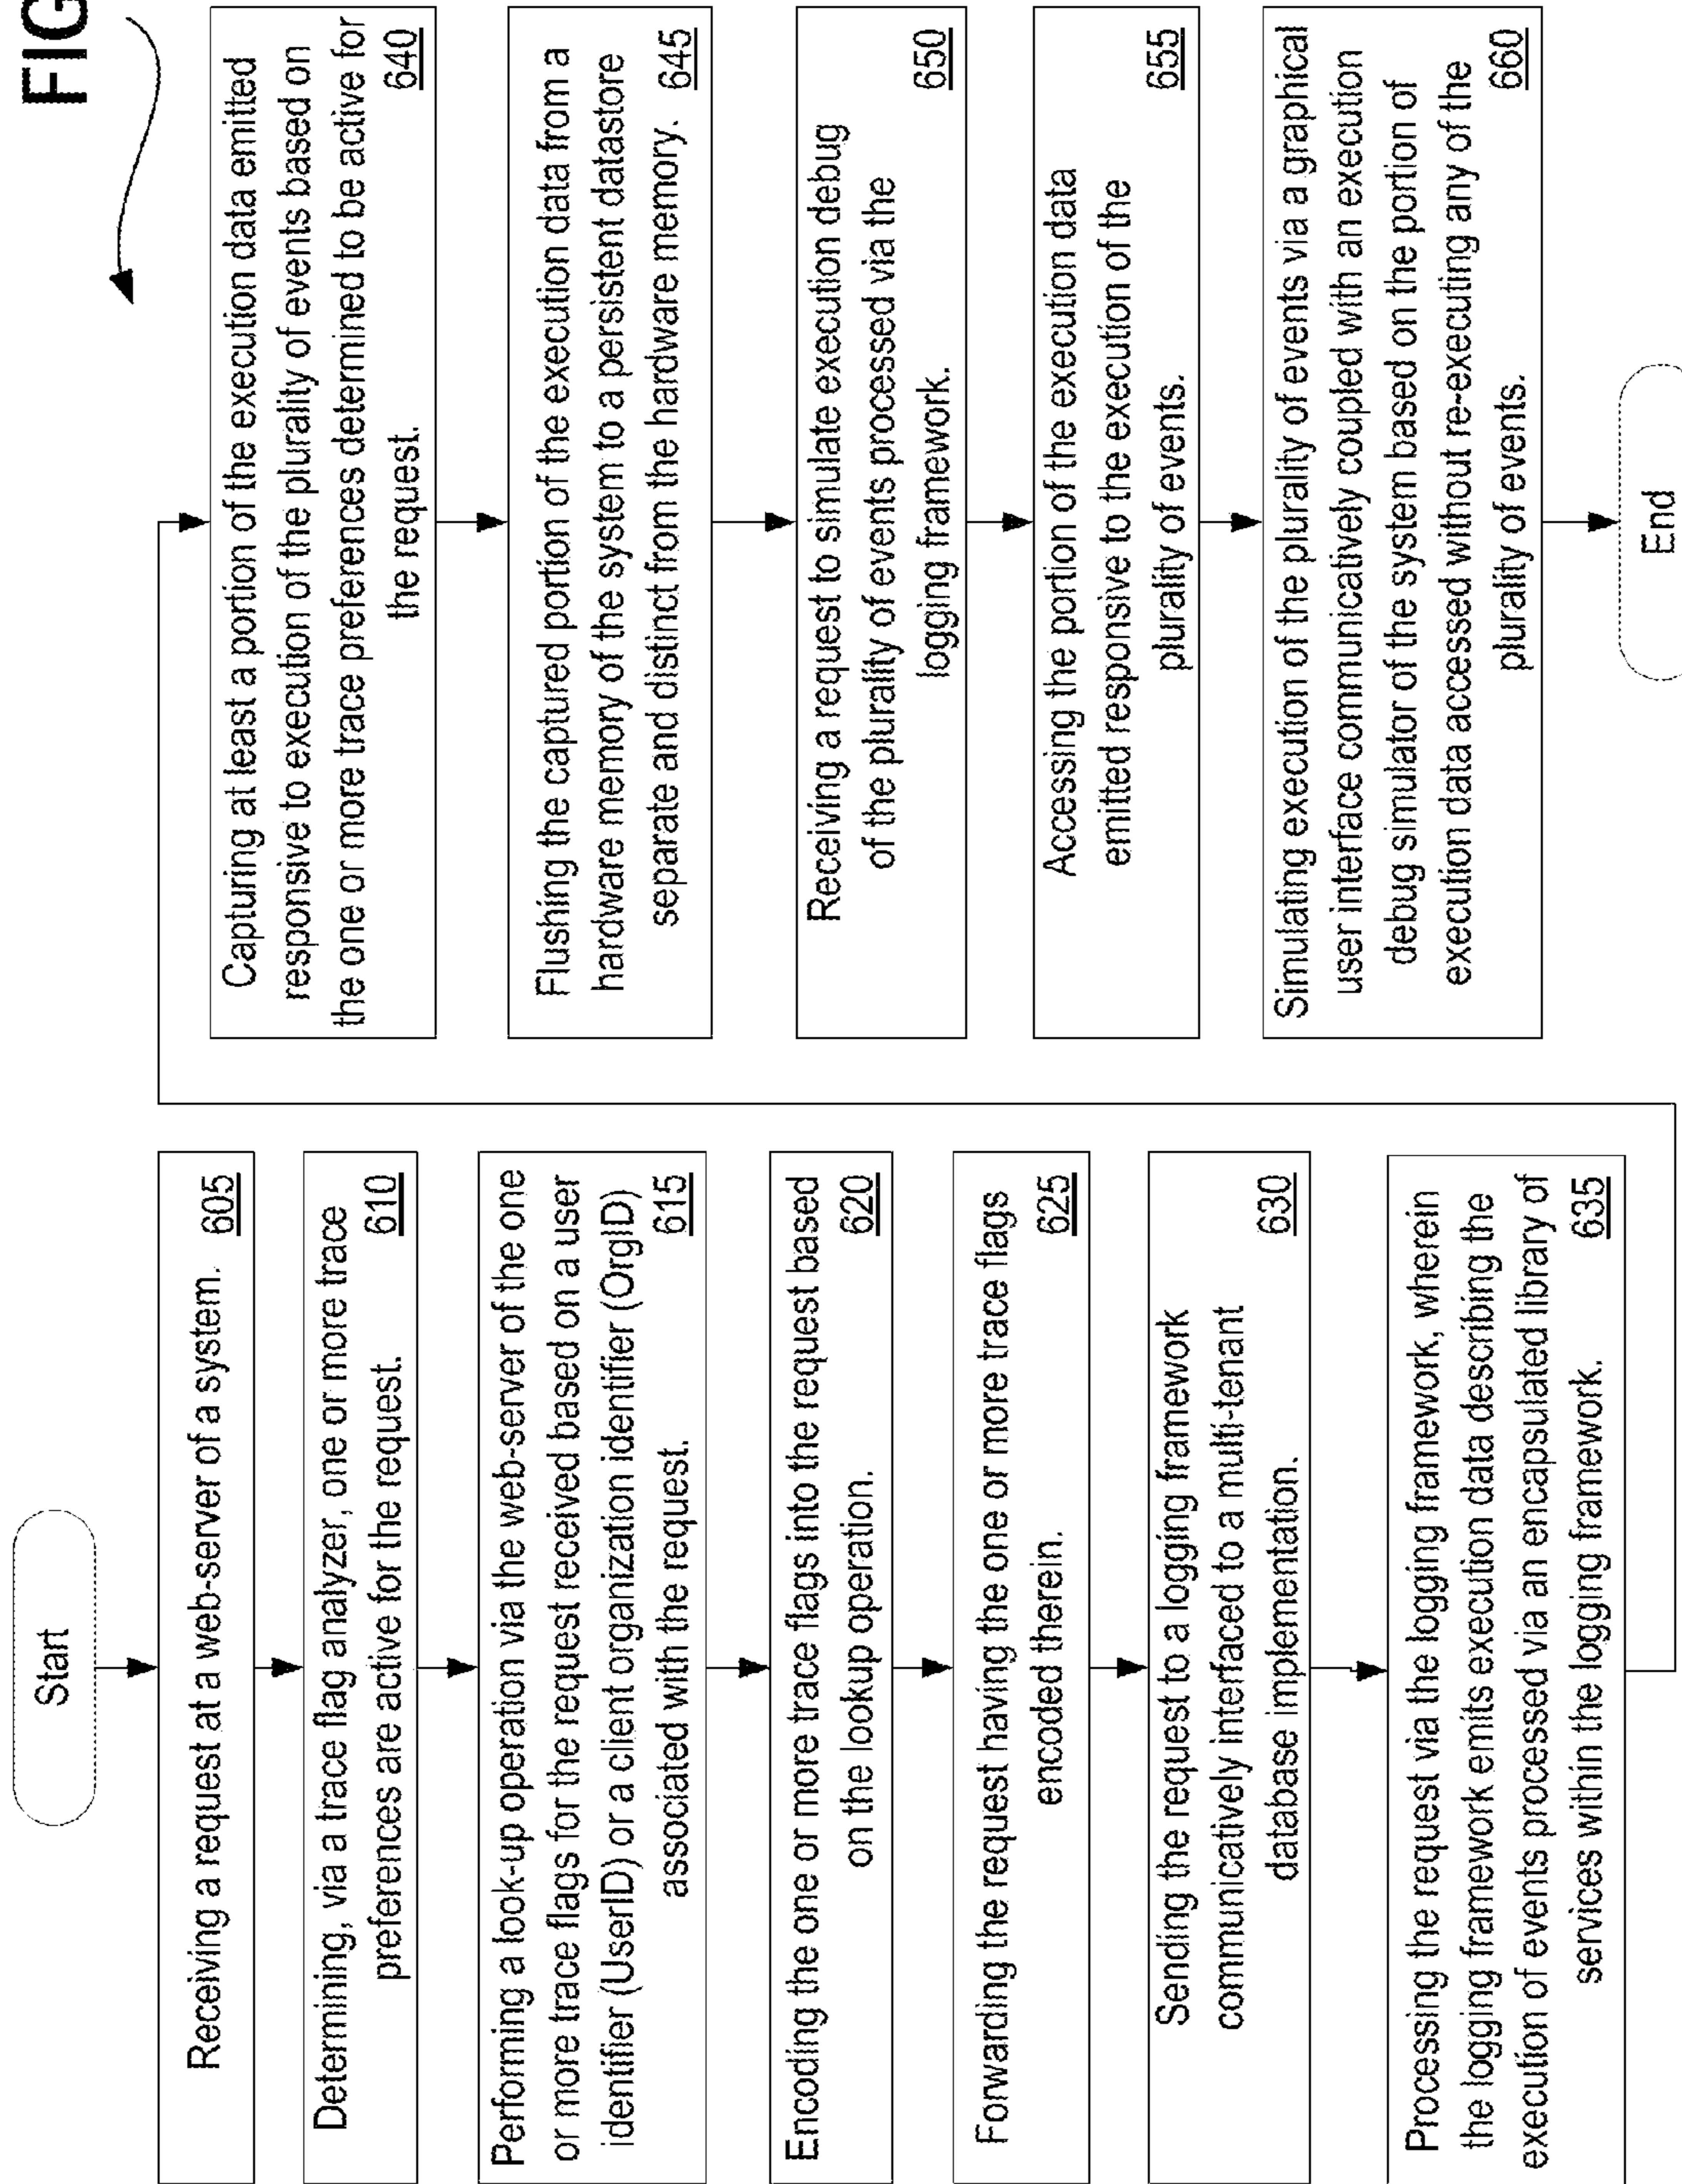 FIG
Start
Receiving a request at a web-server of a system. 605
Determining, via a trace flag analyzer, one or more trace
preferences are active for the request. 610
Performing a look-up operation via the web-server of the one
or more trace flags for the request received based on a user
identifier (UserID) or a client organization identifier (OrgID)
associated with the request. 615
Encoding the one or more trace flags into the request based
on the lookup operation. 620
Forwarding the request having the one or more trace flags
encoded therein. 625
Sending the request to a logging framework
communicatively interfaced to a multi-tenant
database implementation. 630
Processing the request via the logging framework, wherein
the logging framework emits execution data describing the
execution of events processed via an encapsulated library of
services within the logging framework. 635
Capturing at least a portion of the execution data emitted
responsive to execution of the plurality of events based on
the one or more trace preferences determined to be active for
the request. 640
Flushing the captured portion of the execution data from a
hardware memory of the system to a persistent datastore
separate and distinct from the hardware memory. 645
Receiving a request to simulate execution debug
of the plurality of events processed via the
logging framework. 650
Accessing the portion of the execution data
emitted responsive to the execution of the
plurality of events. 655
Simulating execution of the plurality of events via a graphical
user interface communicatively coupled with an execution
debug simulator of the system based on the portion of
execution data accessed without re-executing any of the
plurality of events. 660
End